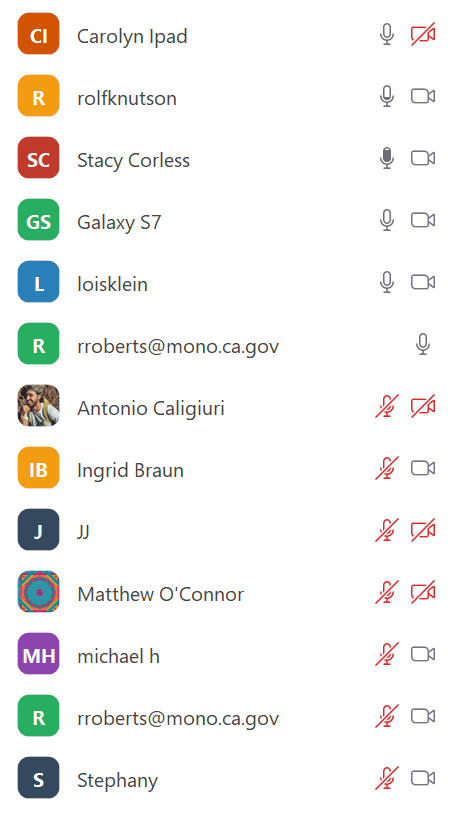 CI Carolyn Ipad
R rolfknutson
SC Stacy Corless
GS Galaxy S7
L loisklein
R rroberts@mono.ca.gov
Antonio Caligiuri
IB Ingrid Braun
J JJ
Matthew O'Connor
MH michael h
R rroberts@mono.ca.gov
S Stephany